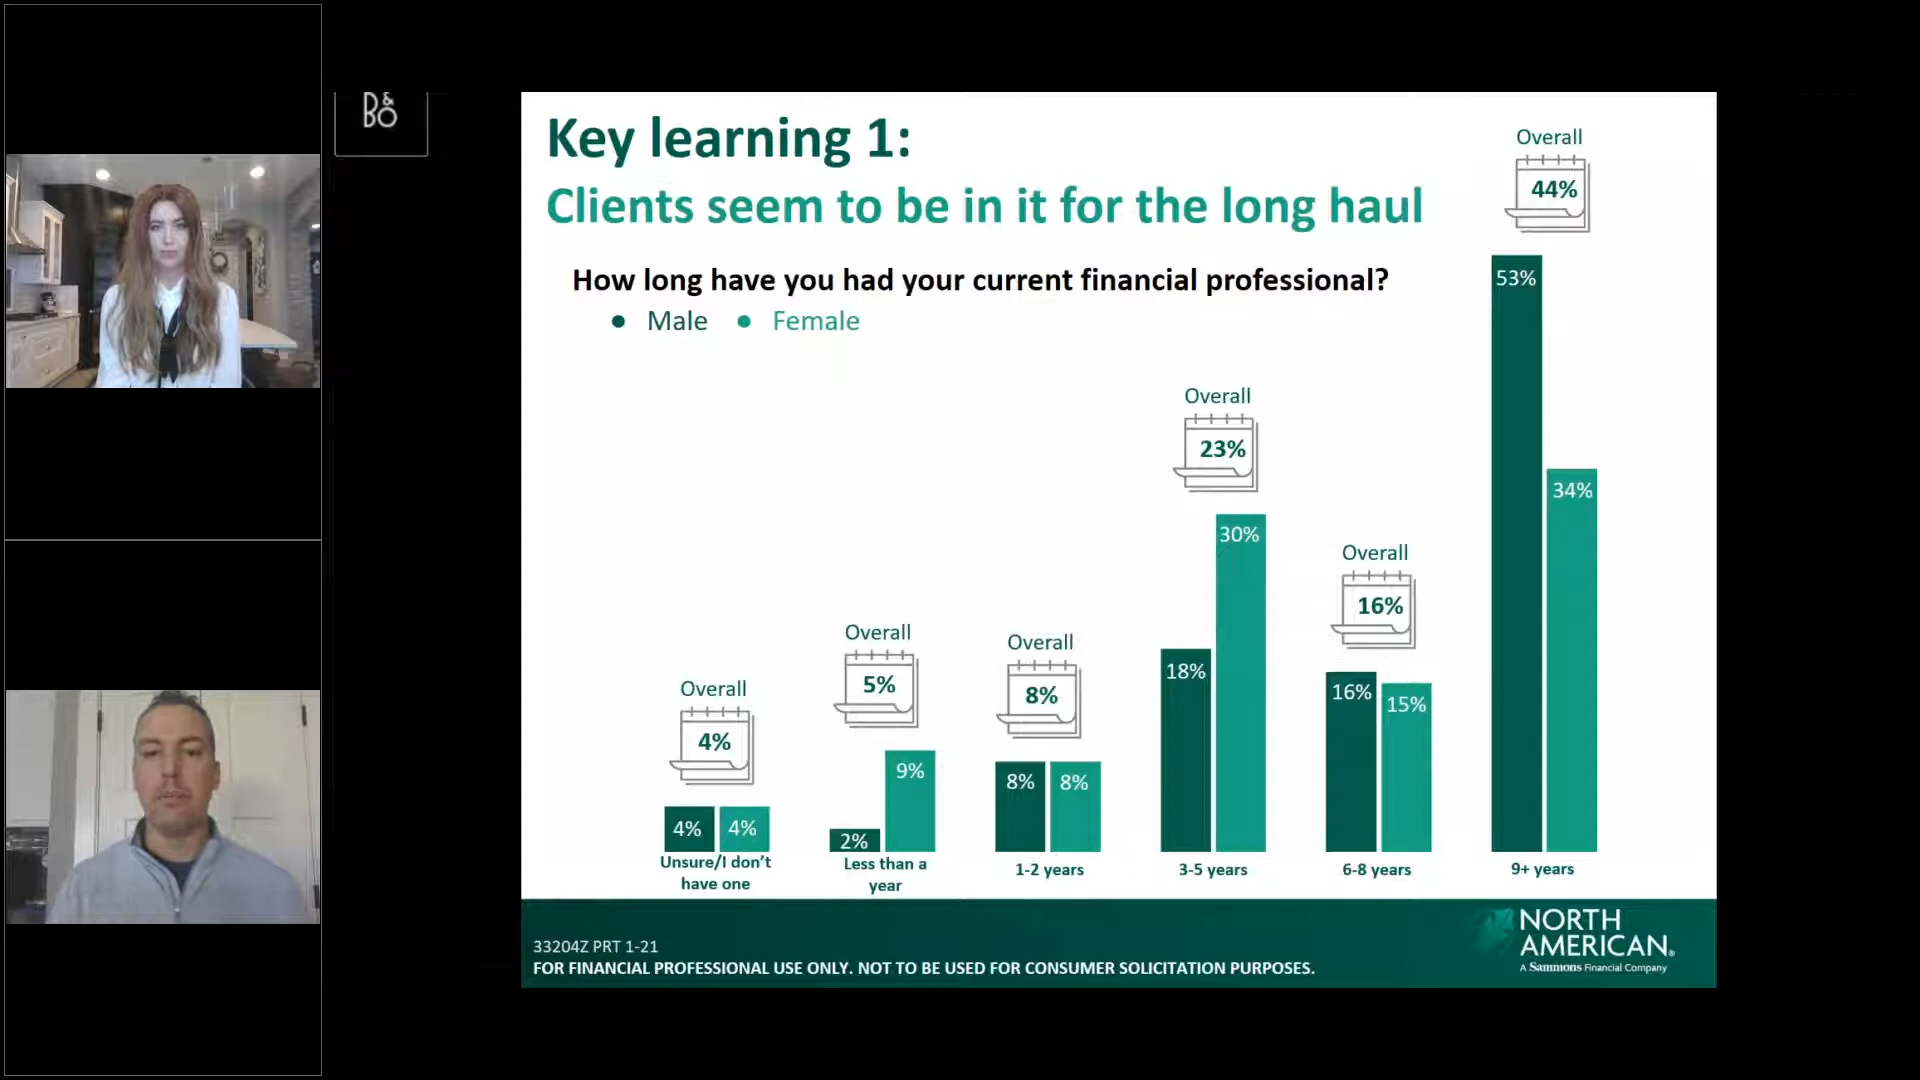 Key learning 1:
Clients seem to be in it for the long haul
How long have you had your current financial professional?
● Male ● Female
Overall
4%
4% 4%
Unsure/I don't
have one
Overall
5%
2% 9%
Less than a
year
Overall
8%
8% 8%
1-2 years
Overall
23%
18% 30%
3-5 years
Overall
16%
16% 15%
6-8 years
Overall
44%
53% 34%
9+ years
33204Z PRT 1-21
FOR FINANCIAL PROFESSIONAL USE ONLY. NOT TO BE USED FOR CONSUMER SOLICITATION PURPOSES.
NORTH
AMERICAN®
A Sammons Financial Company